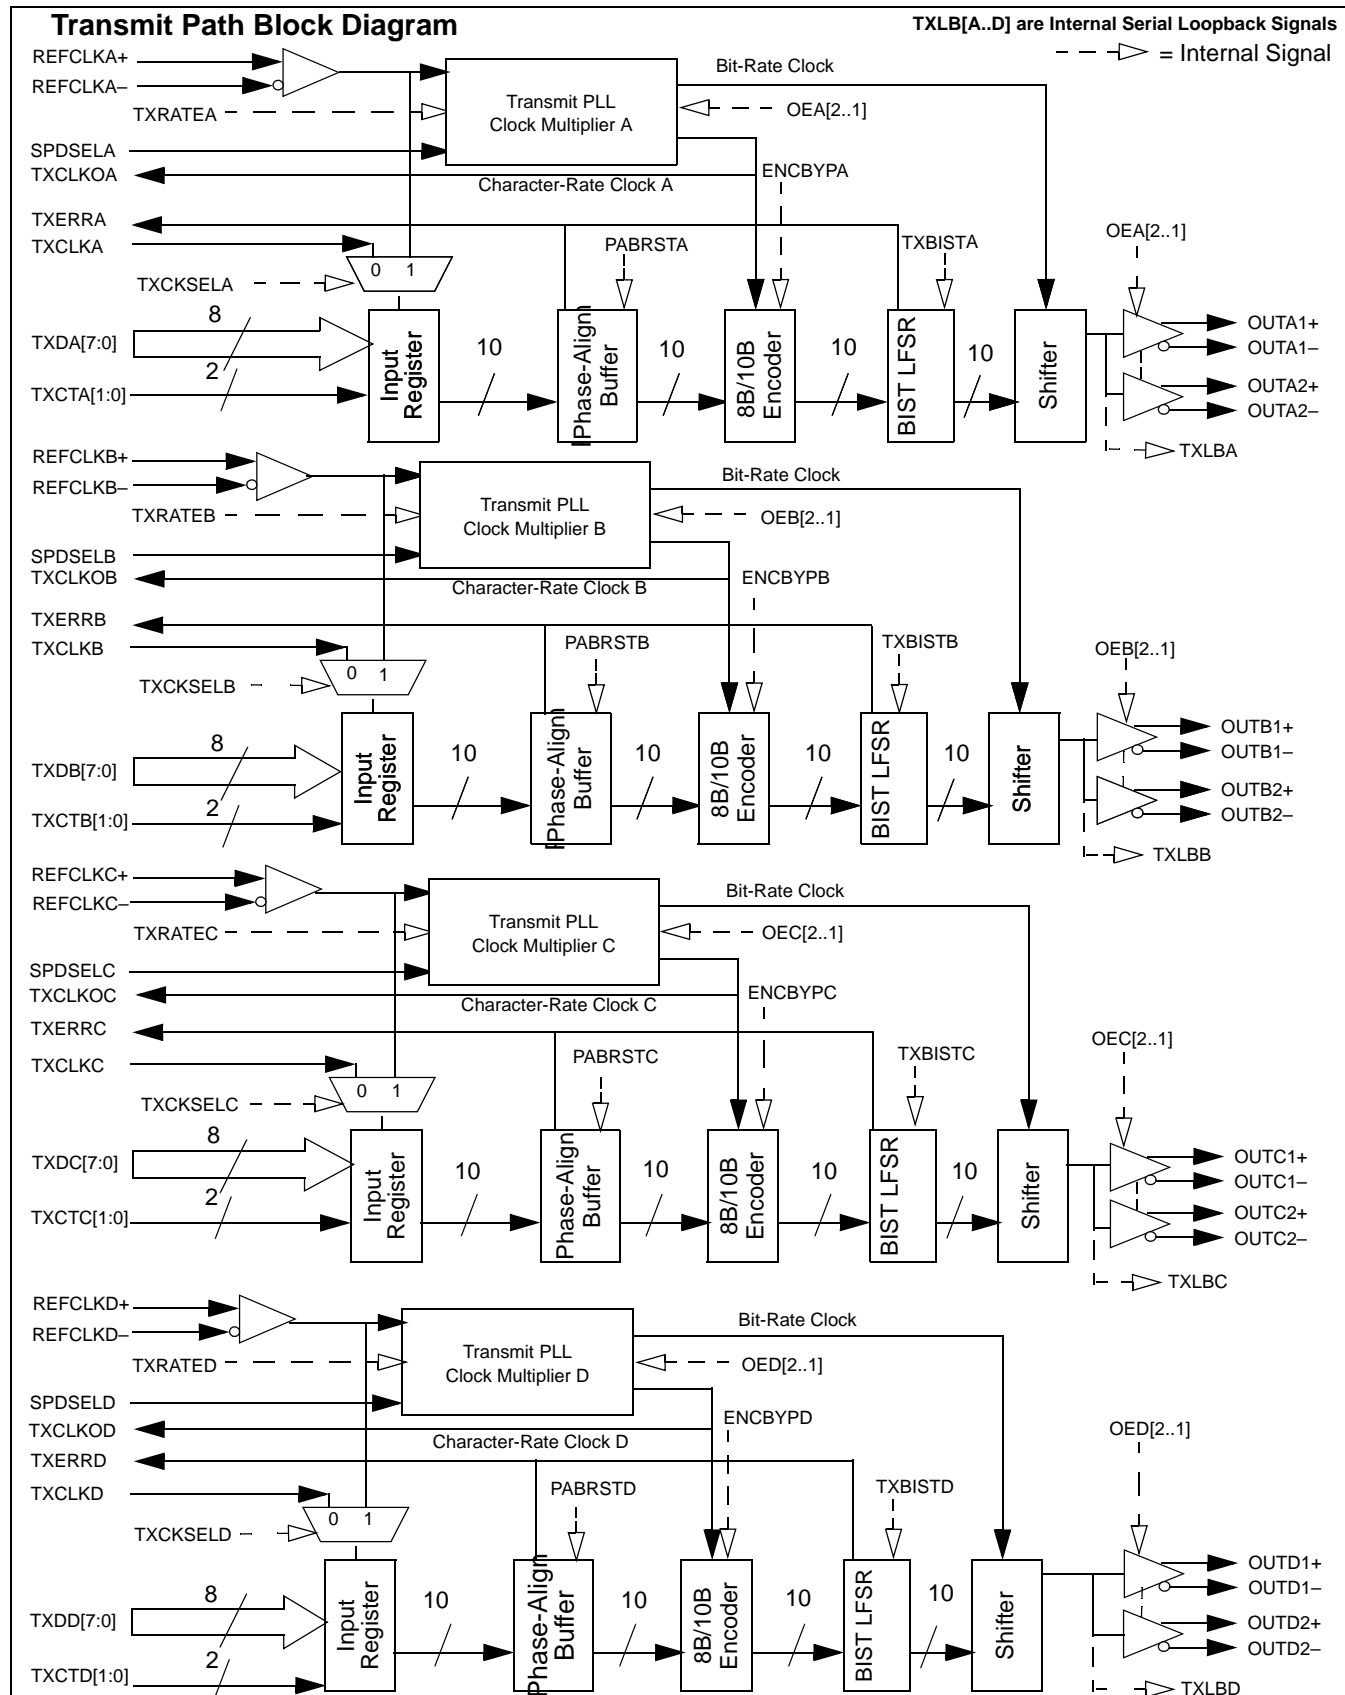 Transmit Path Block Diagram
TXLB[A..D] are Internal Serial Loopback Signals
= Internal Signal
REFCLKA+
REFCLKA–
TXRATEA
SPDSELA
TXCLKOA
TXERRA
TXCLKA
TXCKSELA
TXDA[7:0]
TXCTA[1:0]
Transmit PLL
Clock Multiplier A
Bit-Rate Clock
OEA[2..1]
Character-Rate Clock A
ENCBYPA
PABRSTA
TXBISTA
OEA[2..1]
0 1
8
2
Input
Register
10
Phase-Align
Buffer
10
8B/10B
Encoder
10
BIST LFSR
10
Shifter
OUTA1+
OUTA1–
OUTA2+
OUTA2–
TXLBA
REFCLKB+
REFCLKB–
TXRATEB
SPDSELB
TXCLKOB
TXERRB
TXCLKB
TXCKSELB
TXDB[7:0]
TXCTB[1:0]
Transmit PLL
Clock Multiplier B
Bit-Rate Clock
OEB[2..1]
Character-Rate Clock B
ENCBYPB
PABRSTB
TXBISTB
OEB[2..1]
0 1
8
2
Input
Register
10
Phase-Align
Buffer
10
8B/10B
Encoder
10
BIST LFSR
10
Shifter
OUTB1+
OUTB1–
OUTB2+
OUTB2–
TXLBB
REFCLKC+
REFCLKC–
TXRATEC
SPDSELC
TXCLKOC
TXERRC
TXCLKC
TXCKSELC
TXDC[7:0]
TXCTC[1:0]
Transmit PLL
Clock Multiplier C
Bit-Rate Clock
OEC[2..1]
Character-Rate Clock C
ENCBYPC
PABRSTC
TXBISTC
OEC[2..1]
0 1
8
2
Input
Register
10
Phase-Align
Buffer
10
8B/10B
Encoder
10
BIST LFSR
10
Shifter
OUTC1+
OUTC1–
OUTC2+
OUTC2–
TXLBC
REFCLKD+
REFCLKD–
TXRATED
SPDSELD
TXCLKOD
TXERRD
TXCLKD
TXCKSELD
TXDD[7:0]
TXCTD[1:0]
Transmit PLL
Clock Multiplier D
Bit-Rate Clock
OED[2..1]
Character-Rate Clock D
ENCBYPD
PABRSTD
TXBISTD
OED[2..1]
0 1
8
2
Input
Register
10
Phase-Align
Buffer
10
8B/10B
Encoder
10
BIST LFSR
10
Shifter
OUTD1+
OUTD1–
OUTD2+
OUTD2–
TXLBD